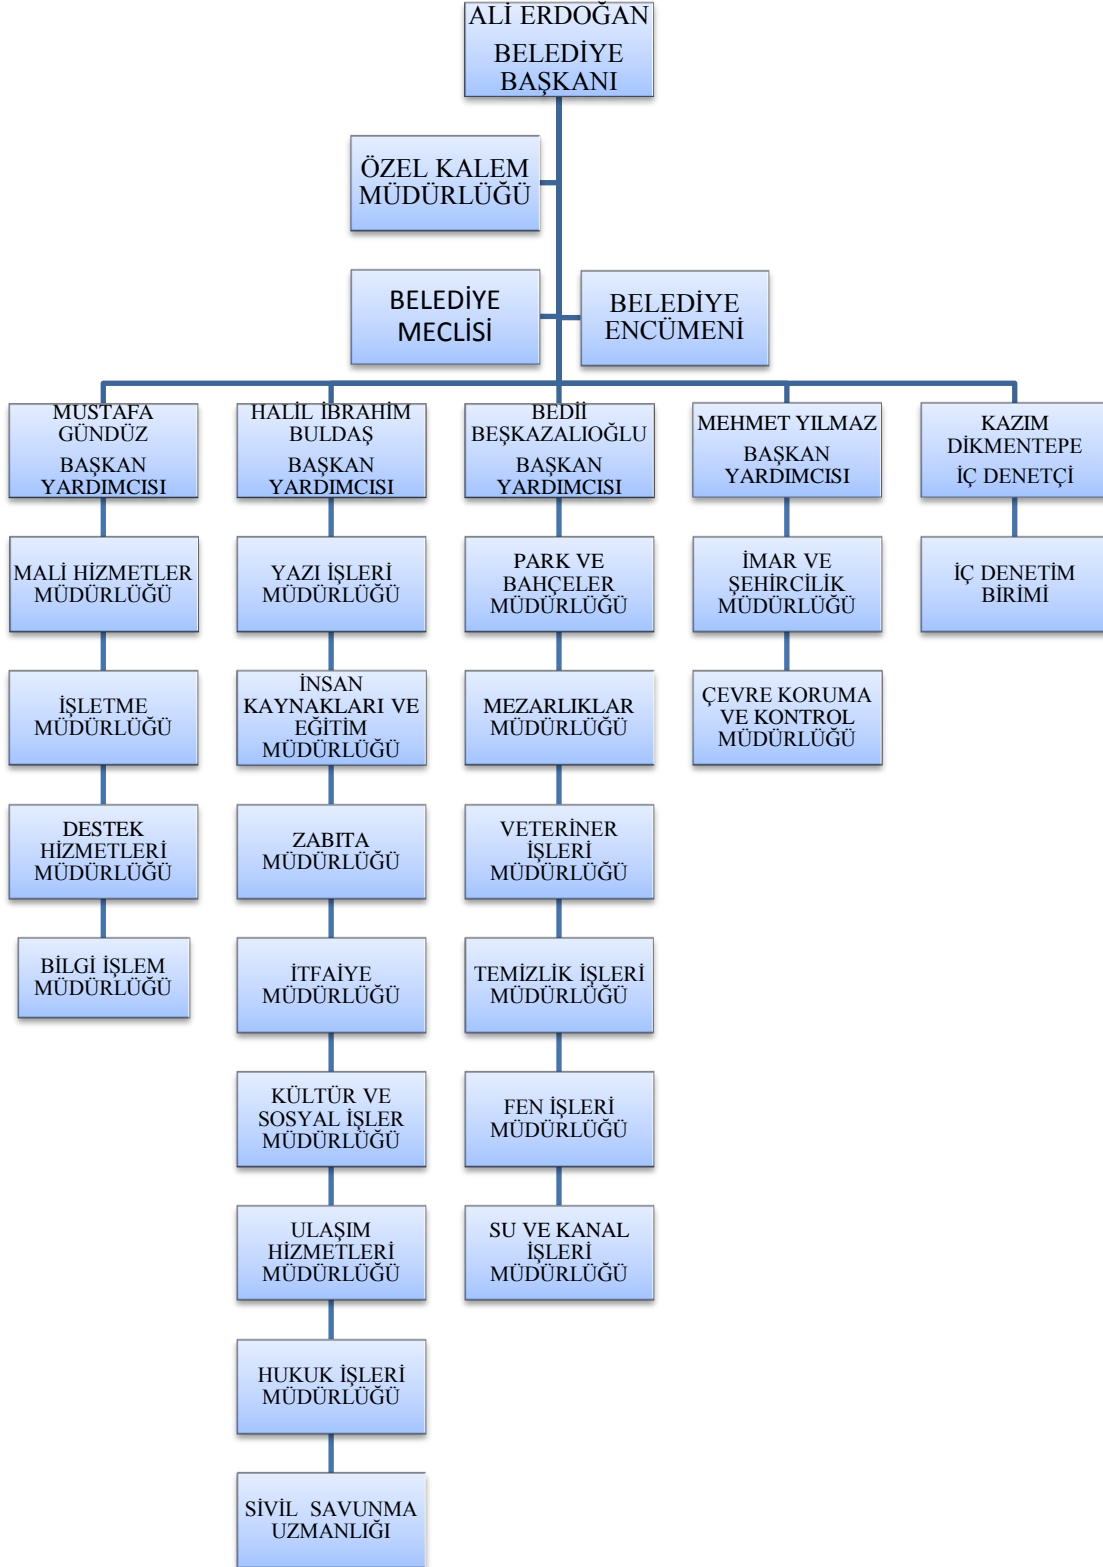 ALİ ERDOĞAN
BELEDİYE
BAŞKANI
ÖZEL KALEM
MÜDÜRLÜĞÜ
BELEDİYE
MECLİSİ
BELEDİYE
ENCÜMENİ
MUSTAFA
GÜNDÜZ
BAŞKAN
YARDIMCISI
HALİL İBRAHİM
BULDAŞ
BAŞKAN
YARDIMCISI
BEDİİ
BEŞKAZALIOĞLU
BAŞKAN
YARDIMCISI
MEHMET YILMAZ
BAŞKAN
YARDIMCISI
KAZIM
DİKMENTEPE
İÇ DENETÇİ
MALİ HİZMETLER
MÜDÜRLÜĞÜ
YAZI İŞLERİ
MÜDÜRLÜĞÜ
PARK VE
BAHÇELER
MÜDÜRLÜĞÜ
İMAR VE
ŞEHİRCİLİK
MÜDÜRLÜĞÜ
İÇ DENETİM
BİRİMİ
İŞLETME
MÜDÜRLÜĞÜ
İNSAN
KAYNAKLARI VE
EĞİTİM
MÜDÜRLÜĞÜ
MEZARLIKLAR
MÜDÜRLÜĞÜ
ÇEVRE KORUMA
VE KONTROL
MÜDÜRLÜĞÜ
DESTEK
HİZMETLERİ
MÜDÜRLÜĞÜ
ZABITA
MÜDÜRLÜĞÜ
VETERİNER
İŞLERİ
MÜDÜRLÜĞÜ
BİLGİ İŞLEM
MÜDÜRLÜĞÜ
İTFAİYE
MÜDÜRLÜĞÜ
TEMİZLİK İŞLERİ
MÜDÜRLÜĞÜ
KÜLTÜR VE
SOSYAL İŞLER
MÜDÜRLÜĞÜ
FEN İŞLERİ
MÜDÜRLÜĞÜ
ULAŞIM
HİZMETLERİ
MÜDÜRLÜĞÜ
SU VE KANAL
İŞLERİ
MÜDÜRLÜĞÜ
HUKUK İŞLERİ
MÜDÜRLÜĞÜ
SİVİL SAVUNMA
UZMANLIĞI